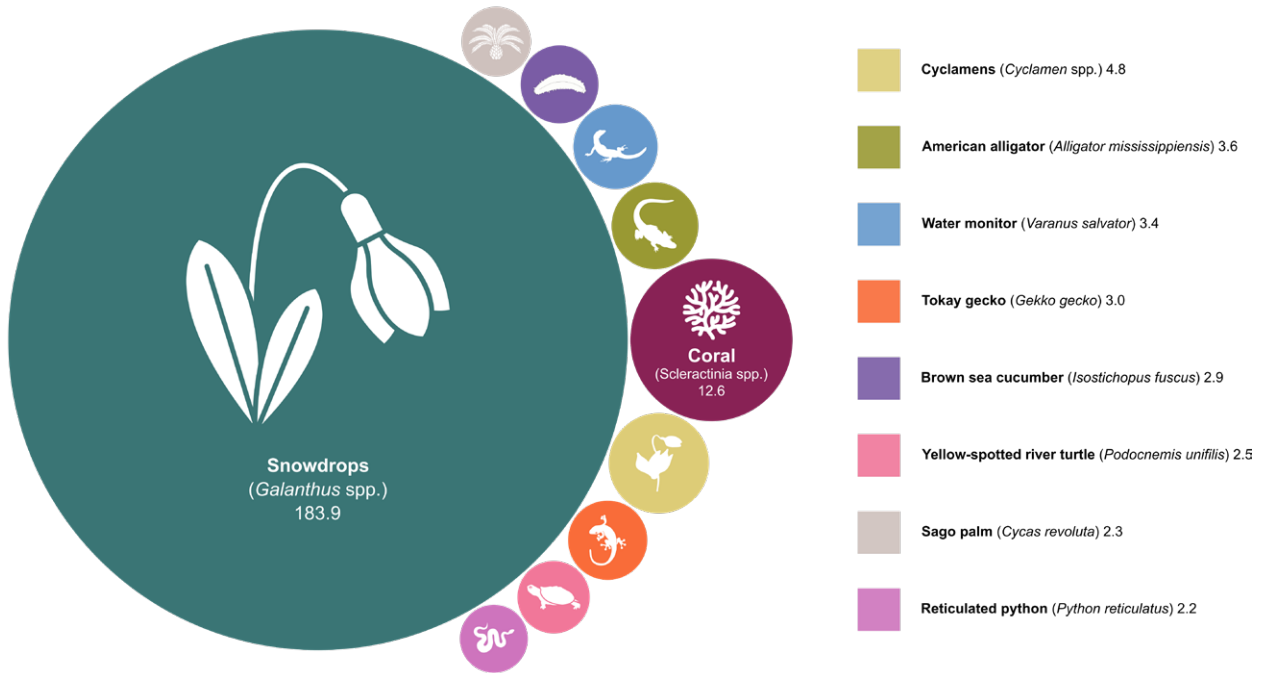 Snowdrops
(Galanthus spp.)
183.9
Coral
(Scleractinia spp.)
12.6
Cyclamens (Cyclamen spp.) 4.8
American alligator (Alligator mississippiensis) 3.6
Water monitor (Varanus salvator) 3.4
Tokay gecko (Gekko gecko) 3.0
Brown sea cucumber (Isostichopus fuscus) 2.9
Yellow-spotted river turtle (Podocnemis unifilis) 2.5
Sago palm (Cycas revoluta) 2.3
Reticulated python (Python reticulatus) 2.2